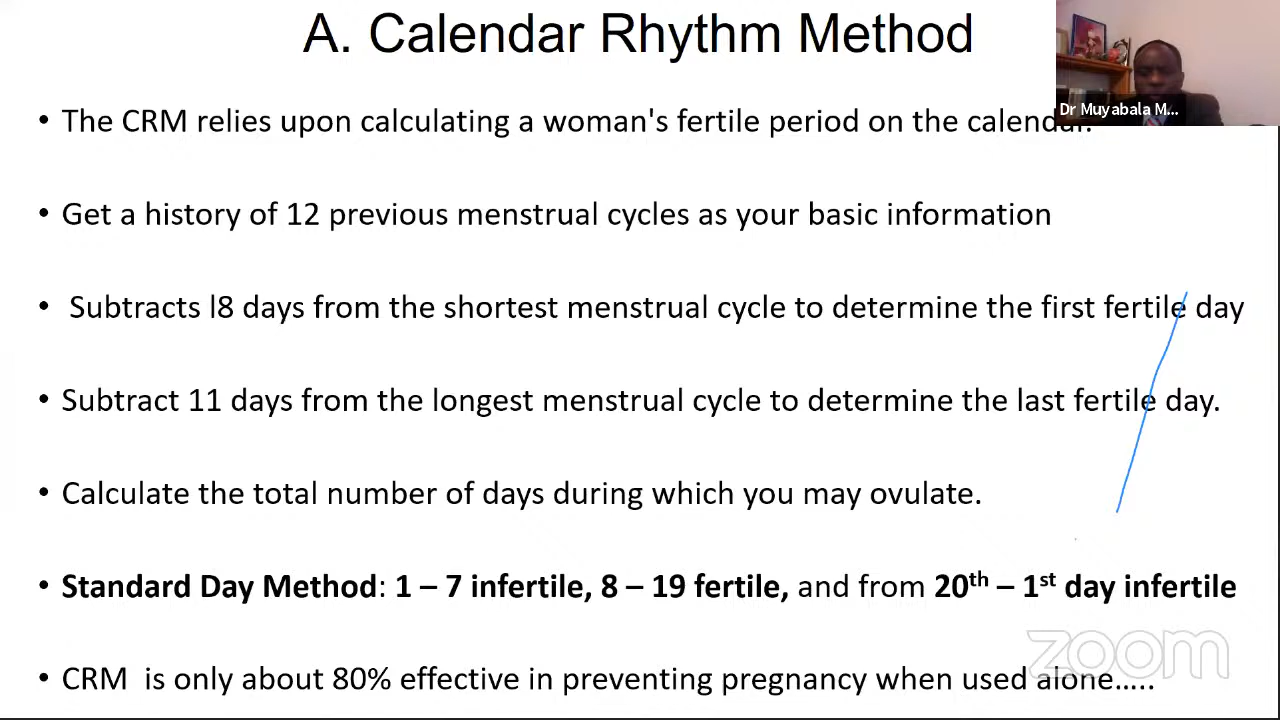 A. Calendar Rhythm Method
Dr Muyabala M...
• The CRM relies upon calculating a woman's fertile period on the calendar.
• Get a history of 12 previous menstrual cycles as your basic information
• Subtracts l8 days from the shortest menstrual cycle to determine the first fertile day
• Subtract 11 days from the longest menstrual cycle to determine the last fertile day.
• Calculate the total number of days during which you may ovulate.
• Standard Day Method: 1 – 7 infertile, 8 – 19 fertile, and from 20th – 1st day infertile
zoom
• CRM is only about 80% effective in preventing pregnancy when used alone…..